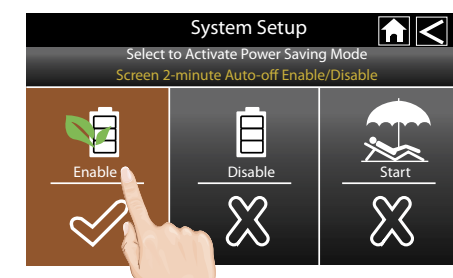 System Setup
Select to Activate Power Saving Mode
Screen 2-minute Auto-off Enable/Disable
Enable
Disable
Start